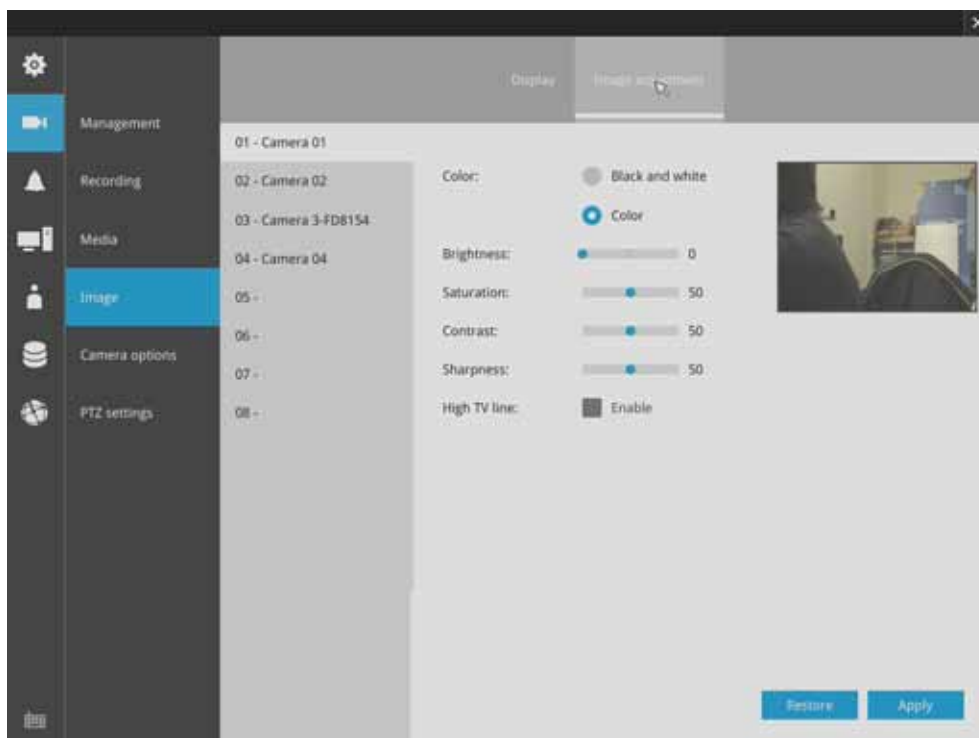 Display
Image adjustment
Management
Recording
Media
Image
Camera options
PTZ settings
01 - Camera 01
02 - Camera 02
03 - Camera 3-FD8154
04 - Camera 04
05 -
06 -
07 -
08 -
Color:
Black and white
Color
Brightness:
0
Saturation:
50
Contrast:
50
Sharpness:
50
High TV line:
Enable
Restore
Apply